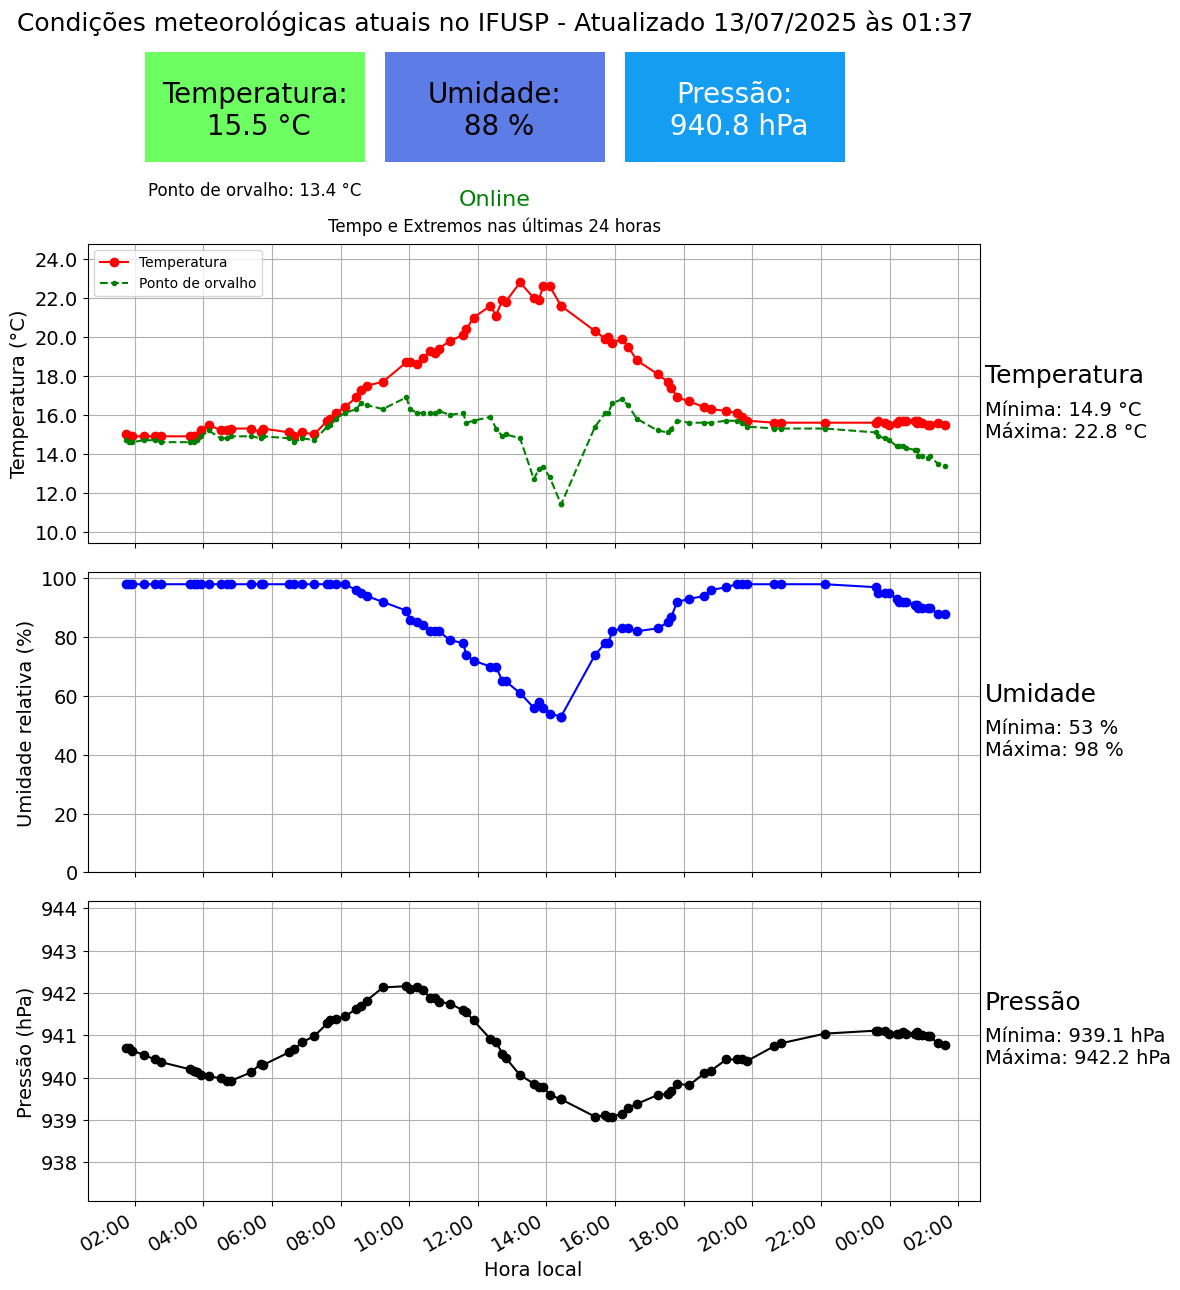 Condições meteorológicas atuais no IFUSP - Atualizado 13/07/2025 às 01:37
Temperatura:
15.5 °C
Umidade:
88 %
Pressão:
940.8 hPa
Ponto de orvalho: 13.4 °C
Online
Tempo e Extremos nas últimas 24 horas
Temperatura
Ponto de orvalho
24.0
22.0
20.0
18.0
16.0
14.0
12.0
10.0
Temperatura (°C)
Temperatura
Mínima: 14.9 °C
Máxima: 22.8 °C
100
80
60
40
20
0
Umidade relativa (%)
Umidade
Mínima: 53 %
Máxima: 98 %
944
943
942
941
940
939
938
Pressão (hPa)
Pressão
Mínima: 939.1 hPa
Máxima: 942.2 hPa
02:00 04:00 06:00 08:00 10:00 12:00 14:00 16:00 18:00 20:00 22:00 00:00 02:00
Hora local